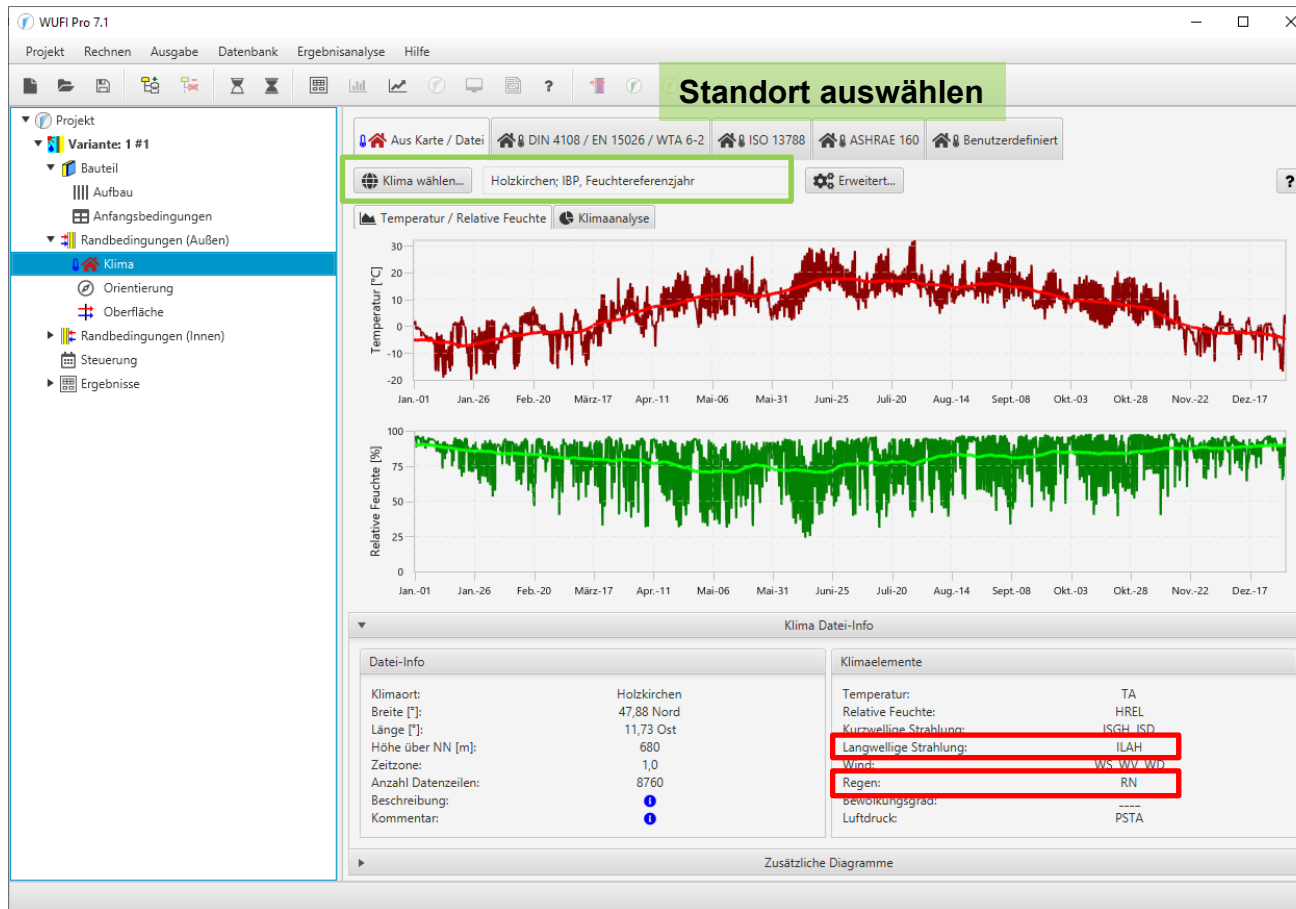 WUFI Pro 7.1
Projekt Rechnen Ausgabe Datenbank Ergebnisanalyse Hilfe
?
Standort auswählen
Projekt
Variante: 1 #1
Bauteil
Aufbau
Anfangsbedingungen
Randbedingungen (Außen)
Klima
Orientierung
Oberfläche
Randbedingungen (Innen)
Steuerung
Ergebnisse
Aus Karte / Datei DIN 4108 / EN 15026 / WTA 6-2 ISO 13788 ASHRAE 160 Benutzerdefiniert
Klima wählen... Holzkirchen; IBP, Feuchtereferenzjahr Erweitert... ?
Temperatur / Relative Feuchte Klimaanalyse
Temperatur [°C]
30
20
10
0
-10
-20
Jan.-01 Jan.-26 Feb.-20 März-17 Apr.-11 Mai-06 Mai-31 Juni-25 Juli-20 Aug.-14 Sept.-08 Okt.-03 Okt.-28 Nov.-22 Dez.-17
Relative Feuchte [%]
100
75
50
25
0
Jan.-01 Jan.-26 Feb.-20 März-17 Apr.-11 Mai-06 Mai-31 Juni-25 Juli-20 Aug.-14 Sept.-08 Okt.-03 Okt.-28 Nov.-22 Dez.-17
Klima Datei-Info
Datei-Info
Klimaort: Holzkirchen
Breite [°]: 47,88 Nord
Länge [°]: 11,73 Ost
Höhe über NN [m]: 680
Zeitzone: 1,0
Anzahl Datenzeilen: 8760
Beschreibung:
Kommentar:
Klimaelemente
Temperatur: TA
Relative Feuchte: HREL
Kurzwellige Strahlung: ISGH, ISD
Langwellige Strahlung: ILAH
Wind: WS, WV, WD
Regen: RN
Bewölkungsgrad: ____
Luftdruck: PSTA
Zusätzliche Diagramme